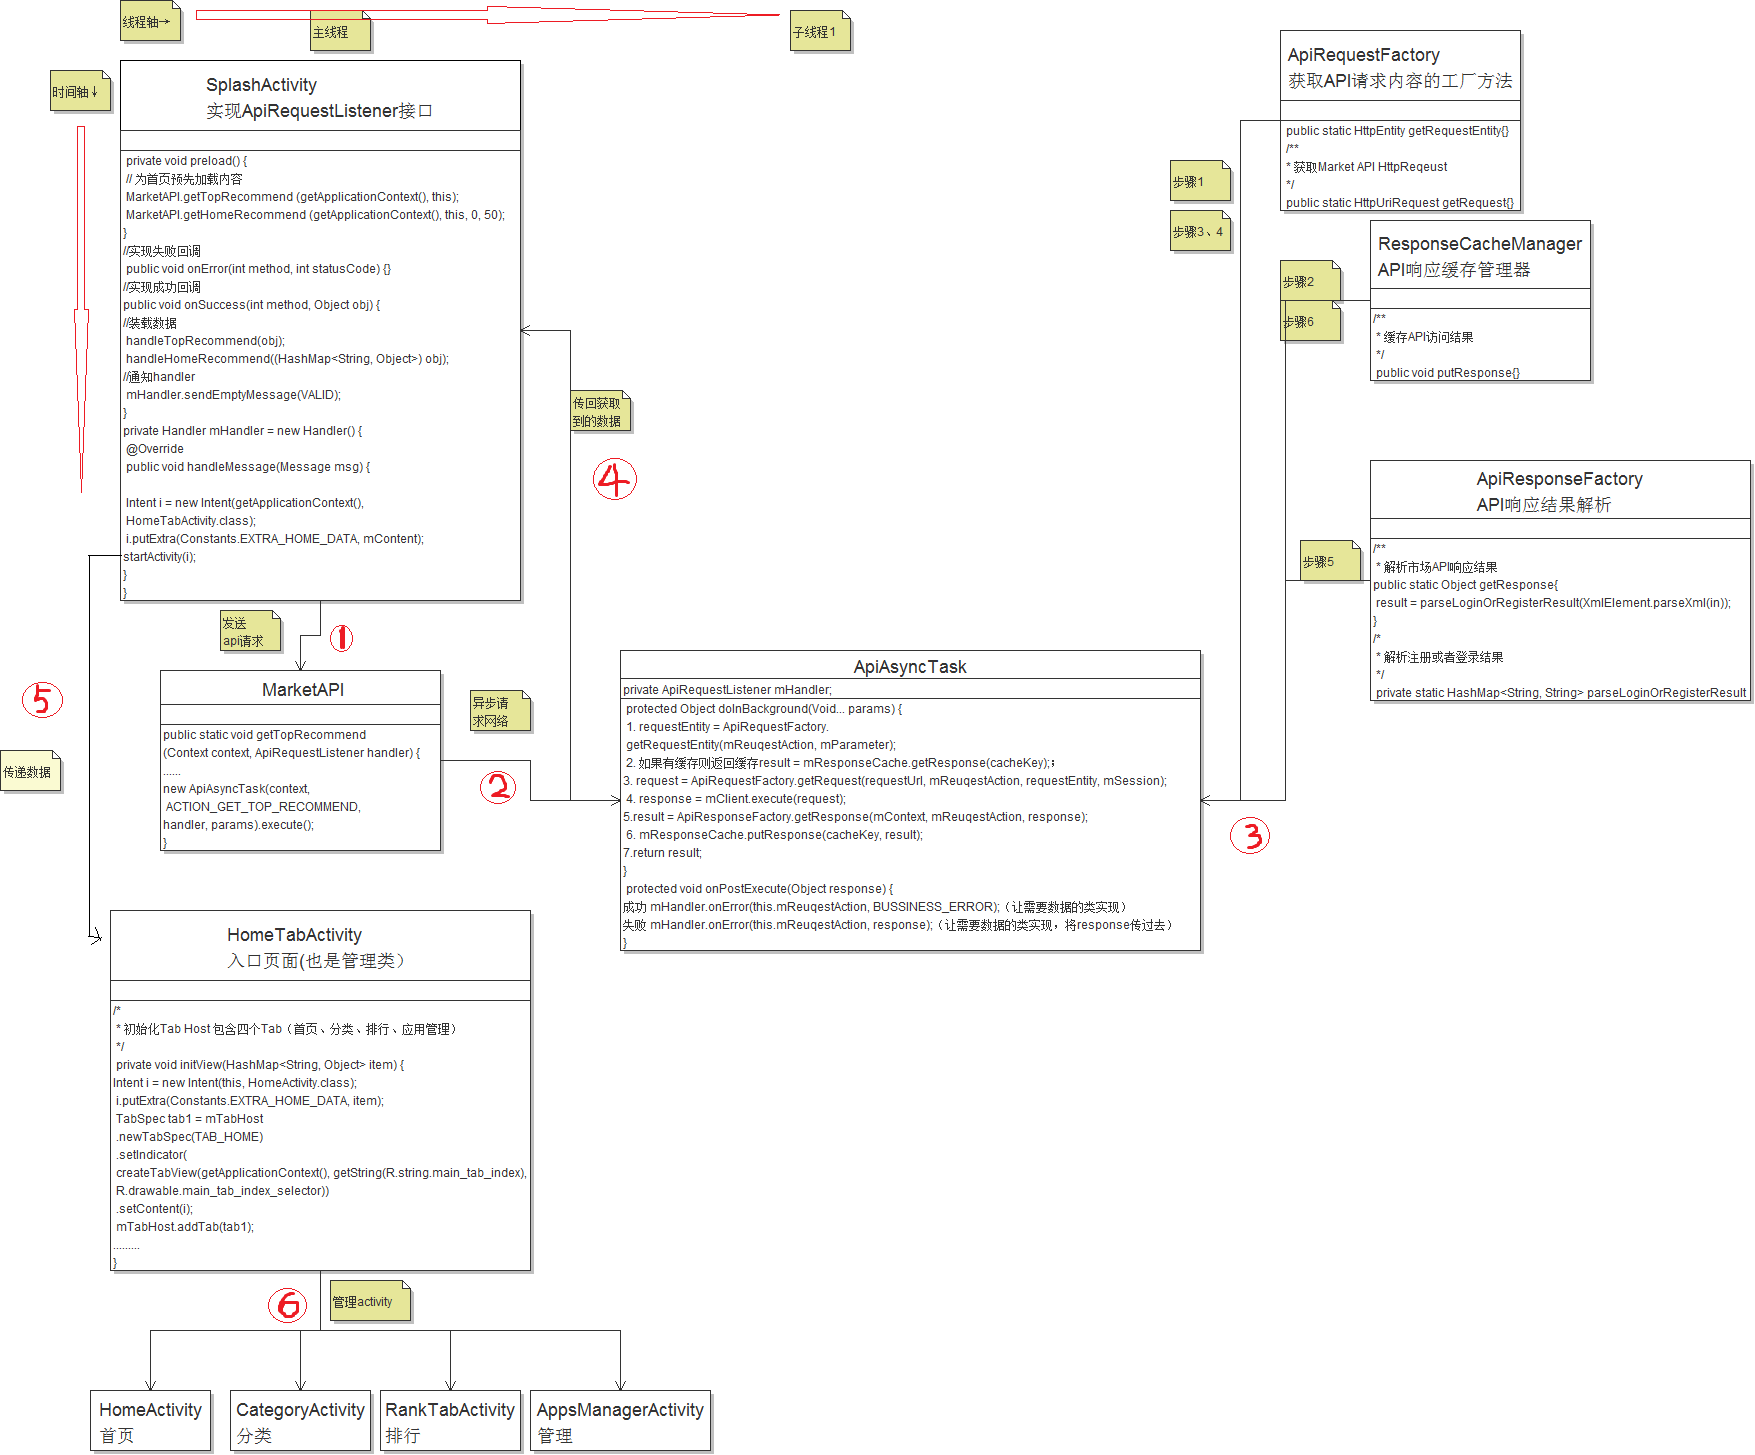 线程轴→
主线程
子线程1
时间轴↓
SplashActivity
实现ApiRequestListener接口
private void preload() {
// 为首页预先加载内容
MarketAPI.getTopRecommend (getApplicationContext(), this);
MarketAPI.getHomeRecommend (getApplicationContext(), this, 0, 50);
}
//实现失败回调
public void onError(int method, int statusCode) {}
//实现成功回调
public void onSuccess(int method, Object obj) {
//装载数据
handleTopRecommend(obj);
handleHomeRecommend((HashMap<String, Object>) obj);
//通知handler
mHandler.sendEmptyMessage(VALID);
}
private Handler mHandler = new Handler() {
@Override
public void handleMessage(Message msg) {
Intent i = new Intent(getApplicationContext(),
HomeTabActivity.class);
i.putExtra(Constants.EXTRA_HOME_DATA, mContent);
startActivity(i);
}
}
发送
api请求
1
MarketAPI
public static void getTopRecommend
(Context context, ApiRequestListener handler) {
......
new ApiAsyncTask(context,
ACTION_GET_TOP_RECOMMEND,
handler, params).execute();
}
异步请
求网络
2
传回获取
到的数据
4
ApiAsyncTask
private ApiRequestListener mHandler;
protected Object doInBackground(Void... params) {
1. requestEntity = ApiRequestFactory.
getRequestEntity(mReuqestAction, mParameter);
2. 如果有缓存则返回缓存result = mResponseCache.getResponse(cacheKey);;
3. request = ApiRequestFactory.getRequest(requestUrl, mReuqestAction, requestEntity, mSession);
4. response = mClient.execute(request);
5.result = ApiResponseFactory.getResponse(mContext, mReuqestAction, response);
6. mResponseCache.putResponse(cacheKey, result);
7.return result;
}
protected void onPostExecute(Object response) {
成功 mHandler.onError(this.mReuqestAction, BUSSINESS_ERROR);（让需要数据的类实现）
失败 mHandler.onError(this.mReuqestAction, response);（让需要数据的类实现，将response传过去）
}
3
ApiRequestFactory
获取API请求内容的工厂方法
public static HttpEntity getRequestEntity{}
/**
* 获取Market API HttpReqeust
*/
public static HttpUriRequest getRequest{}
步骤1
步骤3、4
ResponseCacheManager
API响应缓存管理器
/**
* 缓存API访问结果
*/
public void putResponse{}
步骤2
步骤6
ApiResponseFactory
API响应结果解析
/**
* 解析市场API响应结果
public static Object getResponse{
result = parseLoginOrRegisterResult(XmlElement.parseXml(in));
}
/*
* 解析注册或者登录结果
*/
private static HashMap<String, String> parseLoginOrRegisterResult
步骤5
5
传递数据
HomeTabActivity
入口页面(也是管理类）
/*
* 初始化Tab Host 包含四个Tab（首页、分类、排行、应用管理）
*/
private void initView(HashMap<String, Object> item) {
Intent i = new Intent(this, HomeActivity.class);
i.putExtra(Constants.EXTRA_HOME_DATA, item);
TabSpec tab1 = mTabHost
.newTabSpec(TAB_HOME)
.setIndicator(
createTabView(getApplicationContext(), getString(R.string.main_tab_index),
R.drawable.main_tab_index_selector))
.setContent(i);
mTabHost.addTab(tab1);
.........
}
6
管理activity
HomeActivity
首页
CategoryActivity
分类
RankTabActivity
排行
AppsManagerActivity
管理